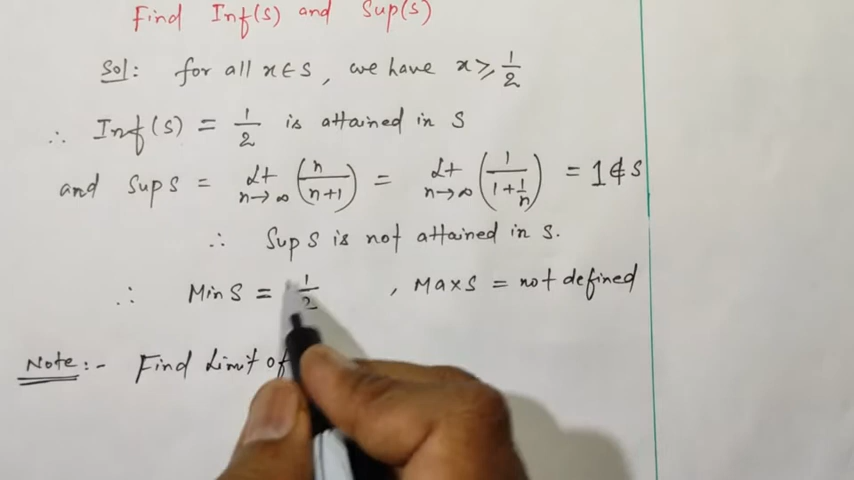 Find Inf(s) and Sup(s)
Sol: for all x ∈ S, we have x ⩾ 1/2
∴ Inf(s) = 1/2 is attained in S
and Sup S = Lt n→∞ (n/(n+1)) = Lt n→∞ (1/(1+1/n)) = 1 ∉ S
∴ Sup S is not attained in S.
∴ Min S = 1/2 , Max S = not defined
Note:- Find Limit of